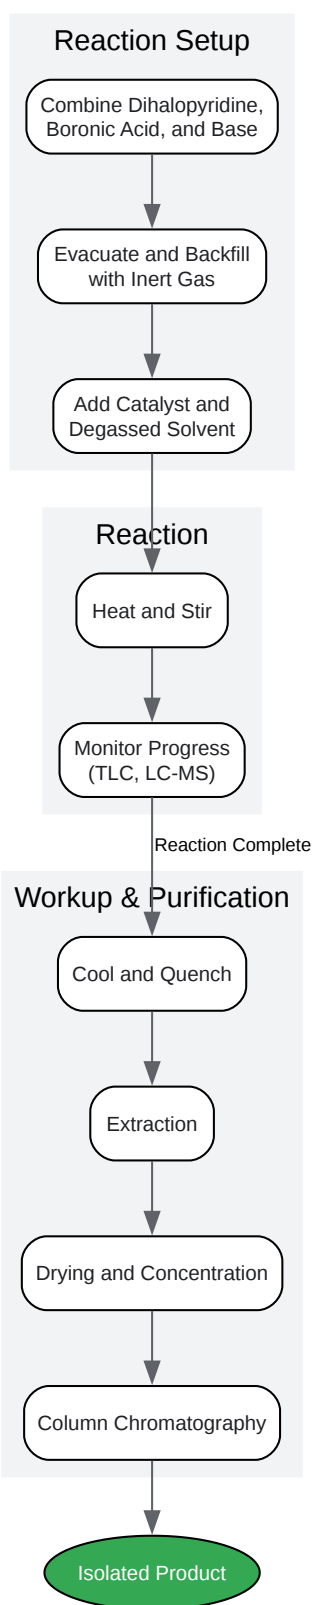 Reaction Setup
Combine Dihalopyridine,
Boronic Acid, and Base
Evacuate and Backfill
with Inert Gas
Add Catalyst and
Degassed Solvent
Reaction
Heat and Stir
Monitor Progress
(TLC, LC-MS)
Reaction Complete
Workup & Purification
Cool and Quench
Extraction
Drying and Concentration
Column Chromatography
Isolated Product